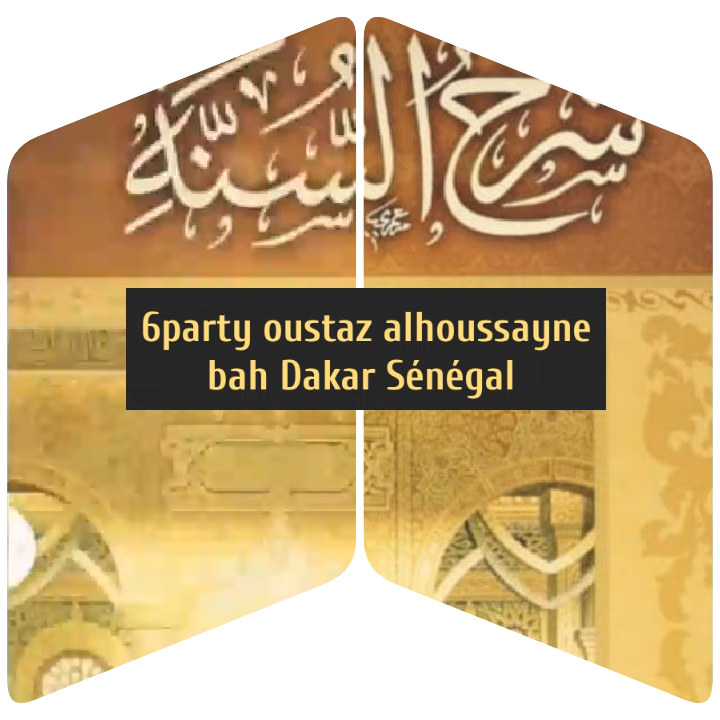 شرح السنة
6party oustaz alhoussayne
bah Dakar Sénégal